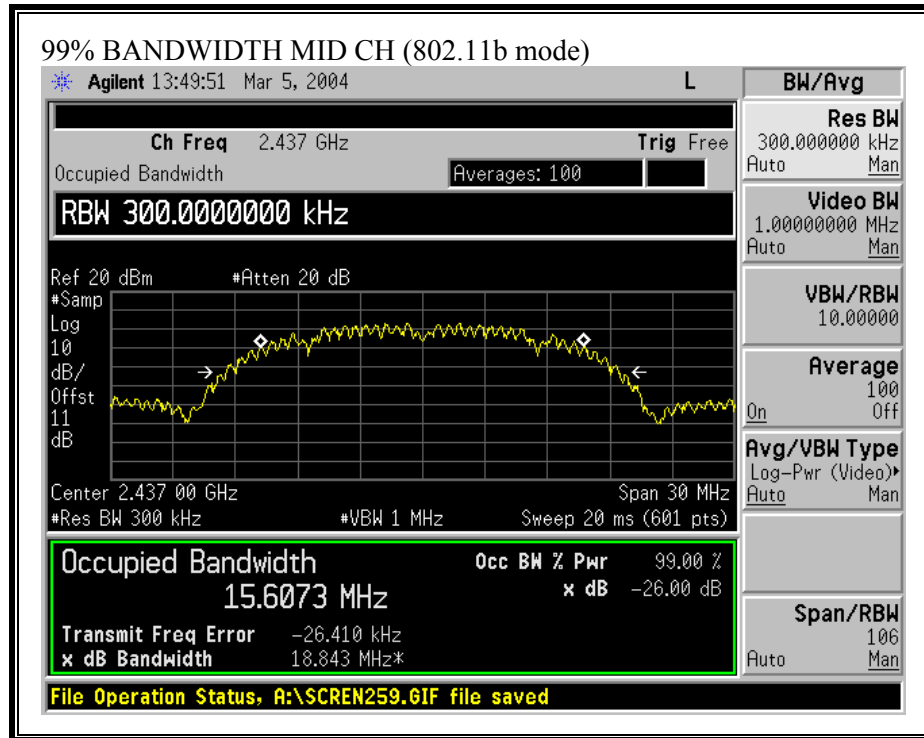 99% BANDWIDTH MID CH (802.11b mode)
Agilent 13:49:51 Mar 5, 2004 L
BW/Avg
Ch Freq 2.437 GHz Trig Free
Occupied Bandwidth Averages: 100
RBW 300.0000000 kHz
Ref 20 dBm #Atten 20 dB
#Samp
Log
10
dB/
Offst
11
dB
Center 2.437 00 GHz Span 30 MHz
#Res BW 300 kHz #VBW 1 MHz Sweep 20 ms (601 pts)
Occupied Bandwidth Occ BW % Pwr 99.00 %
15.6073 MHz x dB -26.00 dB
Transmit Freq Error -26.410 kHz
x dB Bandwidth 18.843 MHz*
File Operation Status, A:\SCREN259.GIF file saved
Res BW
300.000000 kHz
Auto Man
Video BW
1.00000000 MHz
Auto Man
VBW/RBW
10.00000
Average
100
On Off
Avg/VBW Type
Log-Pwr (Video)▸
Auto Man
Span/RBW
106
Auto Man